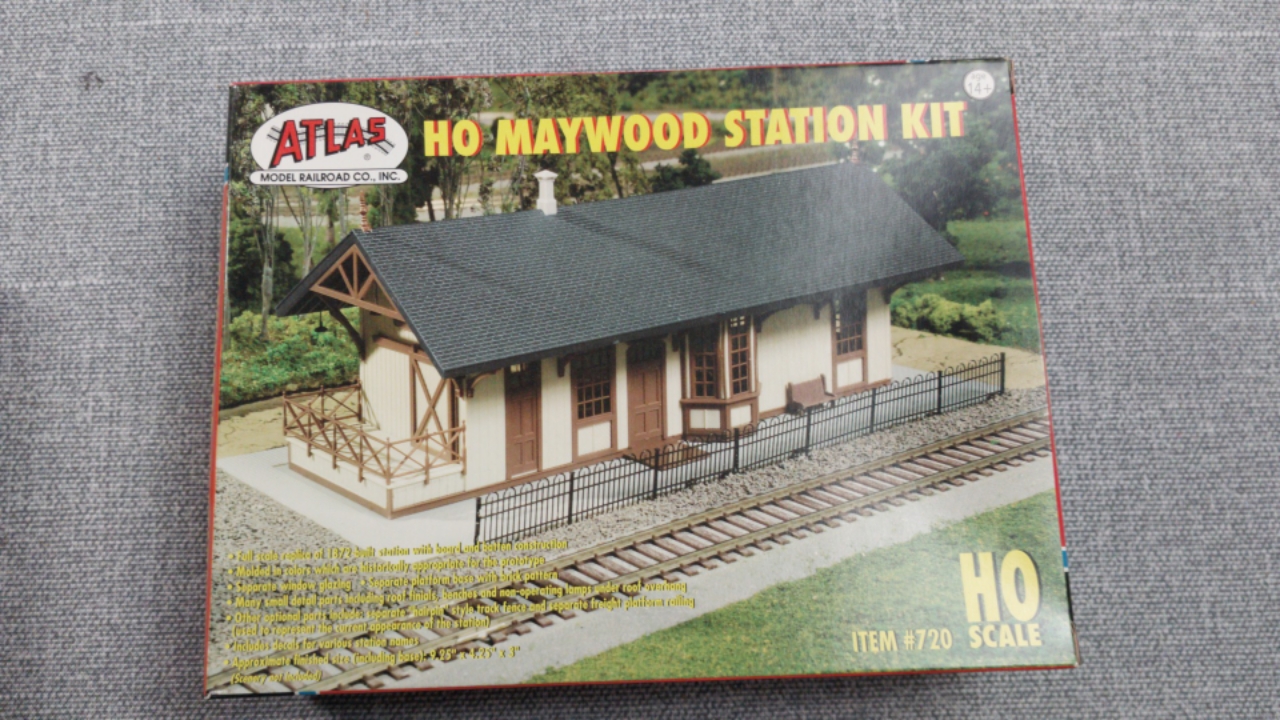 ATLAS
®
MODEL RAILROAD CO., INC.
HO MAYWOOD STATION KIT
14+
• Full scale replica of 1872-built station with board and batten construction
• Molded in colors which are historically appropriate for the prototype
• Separate window glazing • Separate platform base with brick pattern
• Many small detail parts including roof finials, benches and non-operating lamps under roof overhang
• Other optional parts include: separate "hairpin" style track fence and separate freight platform railing
(used to represent the current appearance of the station)
• Includes decals for various station names
• Approximate finished size (including base): 9.25" x 4.25" x 3"
(Scenery not included)
HO
SCALE
ITEM #720